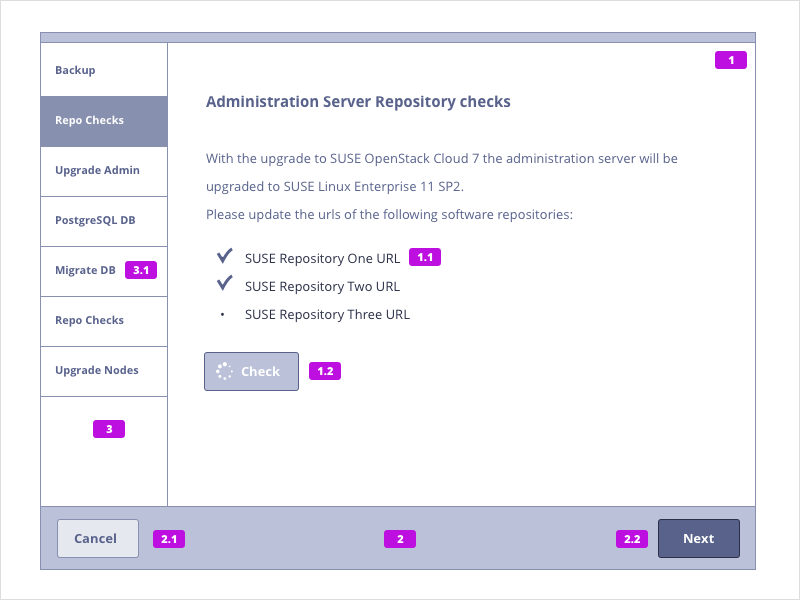 Backup
Repo Checks
Upgrade Admin
PostgreSQL DB
Migrate DB 3.1
Repo Checks
Upgrade Nodes
3
1
Administration Server Repository checks
With the upgrade to SUSE OpenStack Cloud 7 the administration server will be
upgraded to SUSE Linux Enterprise 11 SP2.
Please update the urls of the following software repositories:
SUSE Repository One URL 1.1
SUSE Repository Two URL
SUSE Repository Three URL
Check 1.2
Cancel 2.1 2 2.2 Next